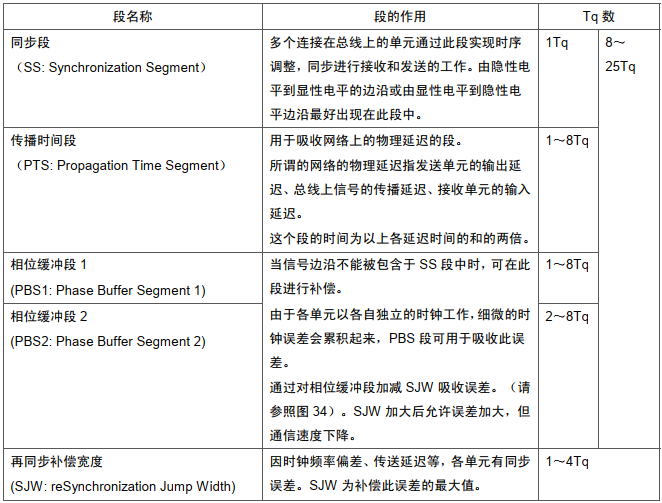 段名称
段的作用
Tq 数
同步段
（SS: Synchronization Segment）
多个连接在总线上的单元通过此段实现时序
调整，同步进行接收和发送的工作。由隐性电
平到显性电平的边沿或由显性电平到隐性电
平边沿最好出现在此段中。
1Tq
8～
25Tq
传播时间段
（PTS: Propagation Time Segment）
用于吸收网络上的物理延迟的段。
所谓的网络的物理延迟指发送单元的输出延
迟、总线上信号的传播延迟、接收单元的输入
延迟。
这个段的时间为以上各延迟时间的和的两倍。
1～8Tq
相位缓冲段 1
(PBS1: Phase Buffer Segment 1)
当信号边沿不能被包含于 SS 段中时，可在此
段进行补偿。
1～8Tq
相位缓冲段 2
(PBS2: Phase Buffer Segment 2)
由于各单元以各自独立的时钟工作，细微的时
钟误差会累积起来，PBS 段可用于吸收此误
差。
通过对相位缓冲段加减 SJW 吸收误差。（请
参照图 34）。SJW 加大后允许误差加大，但
通信速度下降。
2～8Tq
再同步补偿宽度
(SJW: reSynchronization Jump Width)
因时钟频率偏差、传送延迟等，各单元有同步
误差。SJW 为补偿此误差的最大值。
1～4Tq